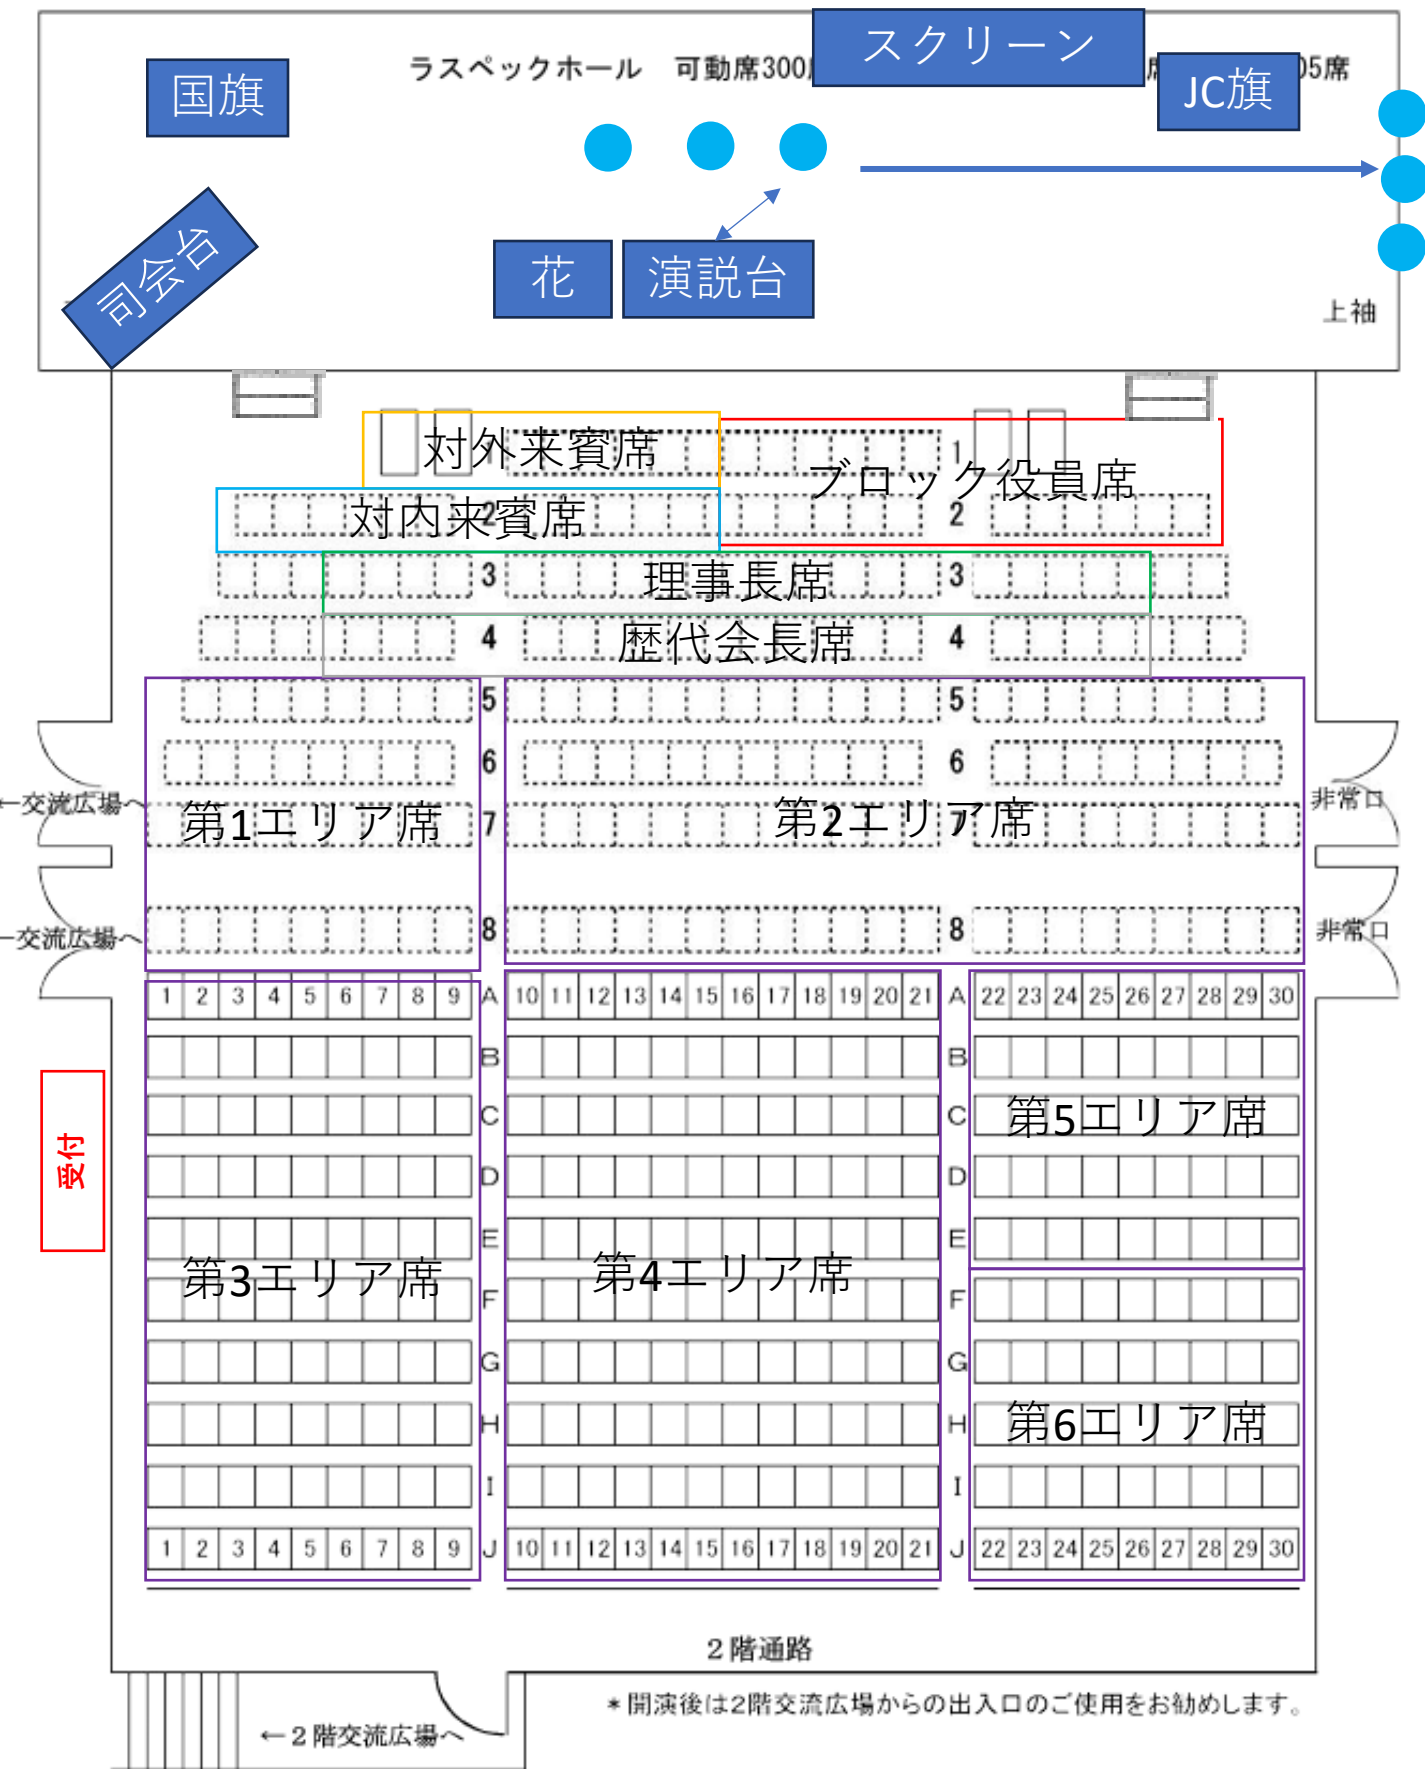 スクリーン
ラスペックホール 可動席300
05席
国旗
JC旗
司会台
花
演説台
上袖
対外来賓席
1
1
ブロック役員席
対内来賓席
2
2
3
理事長席
3
4
歴代会長席
4
5
5
6
6
←交流広場へ
第1エリア席
7
第2エリア席
7
非常口
←交流広場へ
8
8
非常口
1 2 3 4 5 6 7 8 9 A 10 11 12 13 14 15 16 17 18 19 20 21 A 22 23 24 25 26 27 28 29 30
B
B
C
C
第5エリア席
受付
D
D
E
E
第3エリア席
第4エリア席
F
F
G
G
H
H
第6エリア席
I
I
1 2 3 4 5 6 7 8 9 J 10 11 12 13 14 15 16 17 18 19 20 21 J 22 23 24 25 26 27 28 29 30
2階通路
*開演後は2階交流広場からの出入口のご使用をお勧めします。
←2階交流広場へ